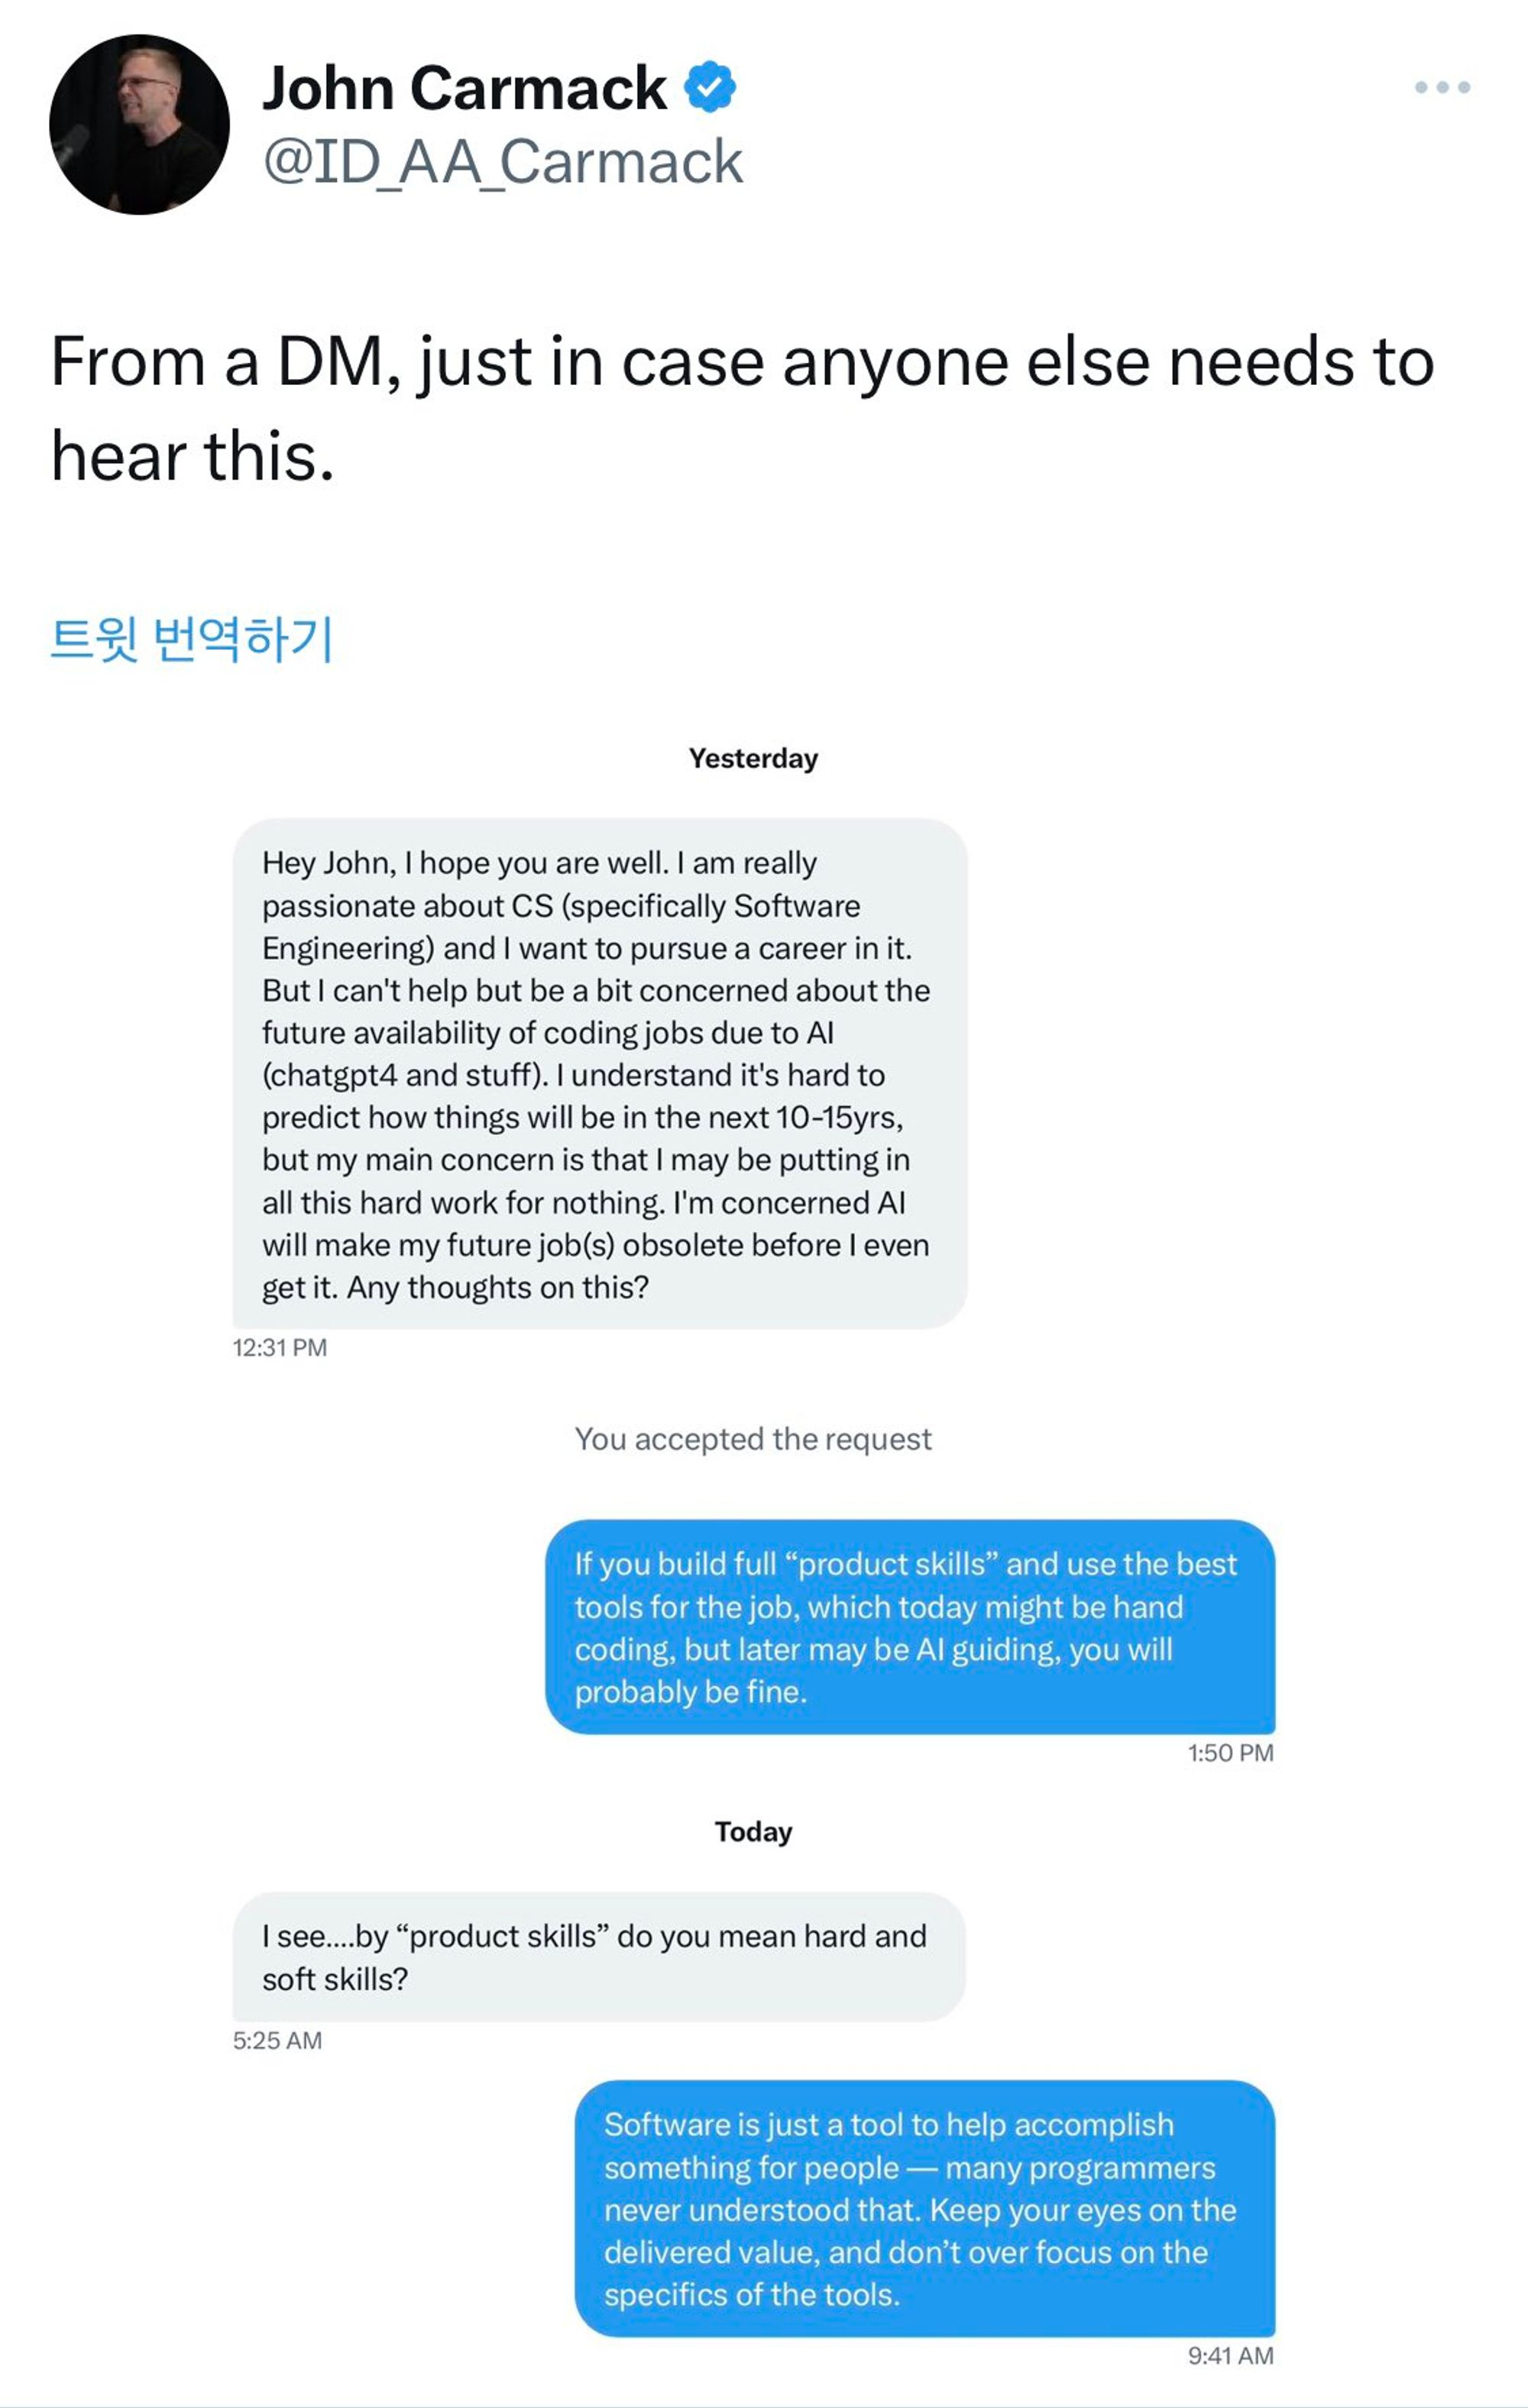 John Carmack
@ID_AA_Carmack
From a DM, just in case anyone else needs to
hear this.
트윗 번역하기
Yesterday
Hey John, I hope you are well. I am really
passionate about CS (specifically Software
Engineering) and I want to pursue a career in it.
But I can't help but be a bit concerned about the
future availability of coding jobs due to AI
(chatgpt4 and stuff). I understand it's hard to
predict how things will be in the next 10-15yrs,
but my main concern is that I may be putting in
all this hard work for nothing. I'm concerned AI
will make my future job(s) obsolete before I even
get it. Any thoughts on this?
12:31 PM
You accepted the request
If you build full “product skills” and use the best
tools for the job, which today might be hand
coding, but later may be AI guiding, you will
probably be fine.
1:50 PM
Today
I see....by “product skills” do you mean hard and
soft skills?
5:25 AM
Software is just a tool to help accomplish
something for people — many programmers
never understood that. Keep your eyes on the
delivered value, and don’t over focus on the
specifics of the tools.
9:41 AM